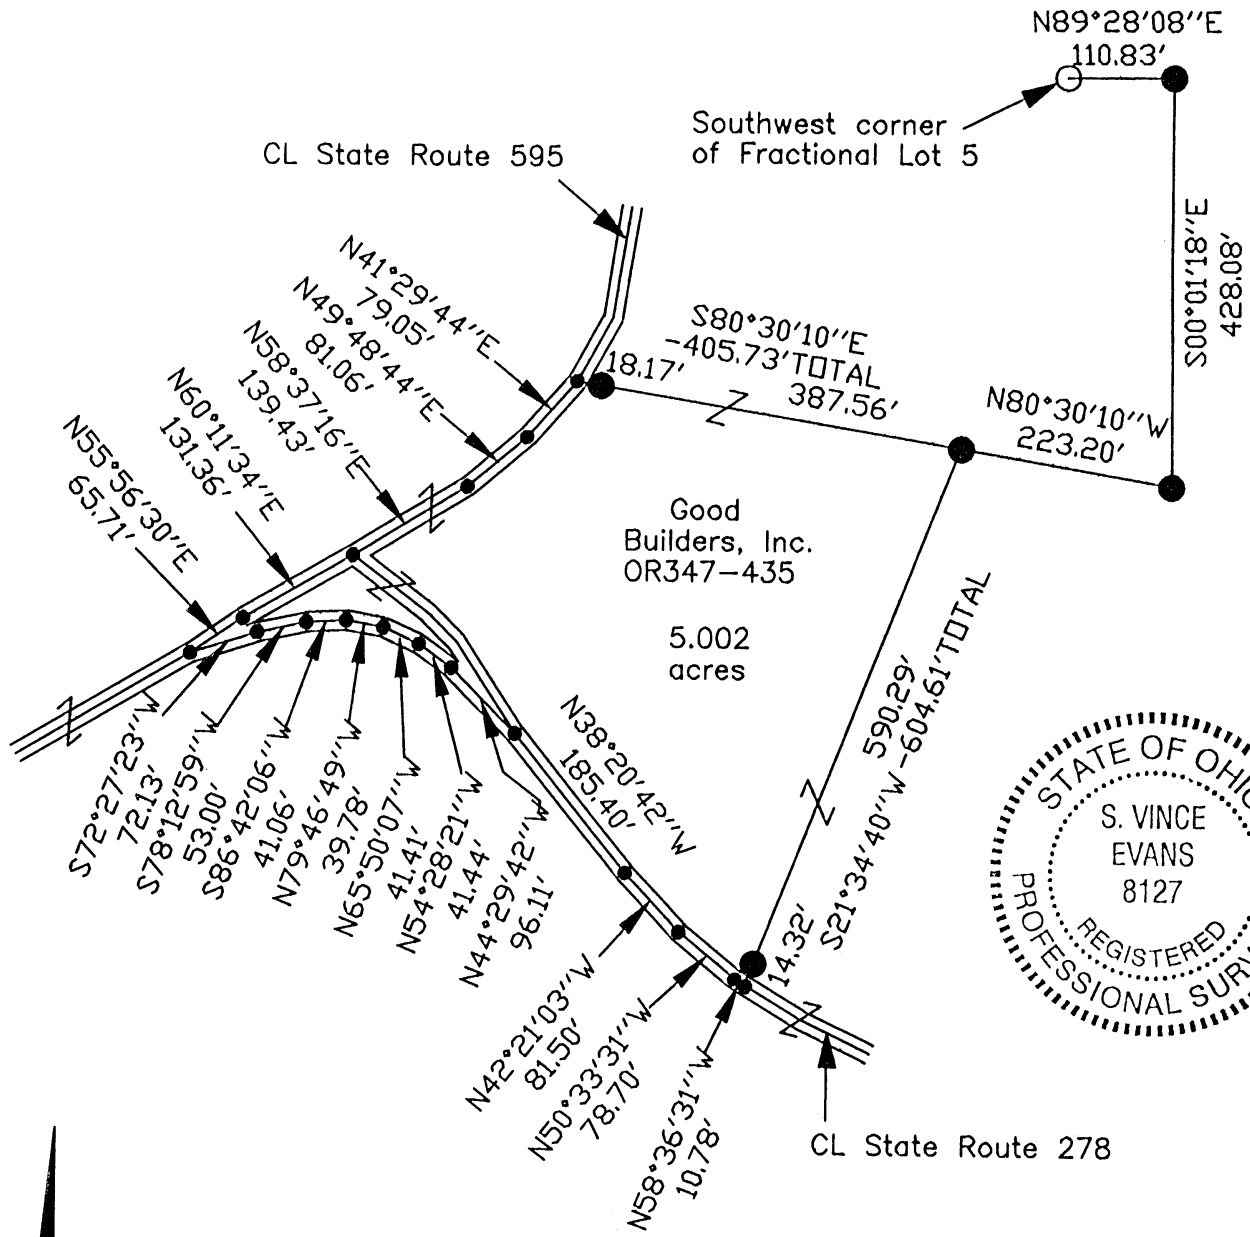 N89°28'08''E
110.83'
Southwest corner
of Fractional Lot 5
CL State Route 595
S00°01'18''E
428.08'
N41°29'44''E
79.05'
N49°48'44''E
81.06'
N58°37'16''E
139.43'
N60°11'34''E
131.36'
N55°56'30''E
65.71'
S80°30'10''E
-405.73'TOTAL
18.17'
387.56'
N80°30'10''W
223.20'
Good
Builders, Inc.
OR347-435
5.002
acres
590.29'
S21°34'40''W -604.61'TOTAL
14.32'
N38°20'42''W
185.40'
S72°27'23''W
72.13'
S78°12'59''W
53.00'
S86°42'06''W
41.06'
N79°46'49''W
39.78'
N65°50'07''W
41.41'
N54°28'21''W
41.44'
N44°29'42''W
96.11'
N42°21'03''W
81.50'
N50°33'31''W
78.70'
N58°36'31''W
10.78'
CL State Route 278
STATE OF OHIO
S. VINCE
EVANS
8127
REGISTERED
PROFESSIONAL SURV